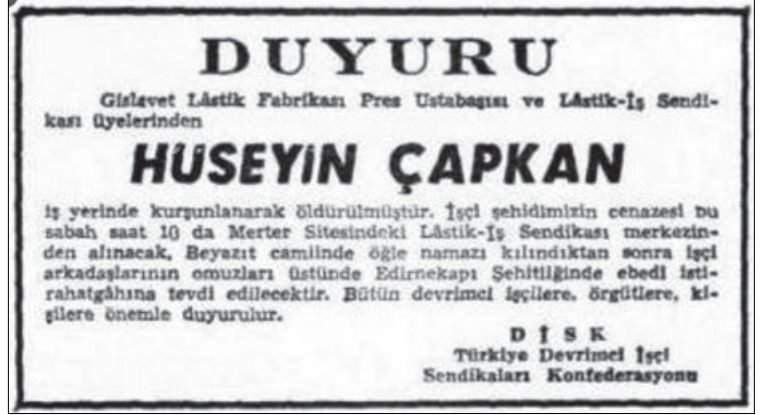 DUYURU
Gislavet Lâstik Fabrikası Pres Ustabaşısı ve Lâstik-İş Sendi-
kası üyelerinden
HÜSEYİN ÇAPKAN
iş yerinde kurşunlanarak öldürülmüştür. İşçi şehidimizin cenazesi bu
sabah saat 10 da Merter Sitesindeki Lâstik-İş Sendikası merkezin-
den alınacak, Beyazıt camiinde öğle namazı kılındıktan sonra işçi
arkadaşlarının omuzları üstünde Edirnekapı Şehitliğinde ebedi isti-
rahatgâhına tevdi edilecektir. Bütün devrimci işçilere, örgütlere, ki-
şilere önemle duyurulur.
DİSK
Türkiye Devrimci İşçi
Sendikaları Konfederasyonu